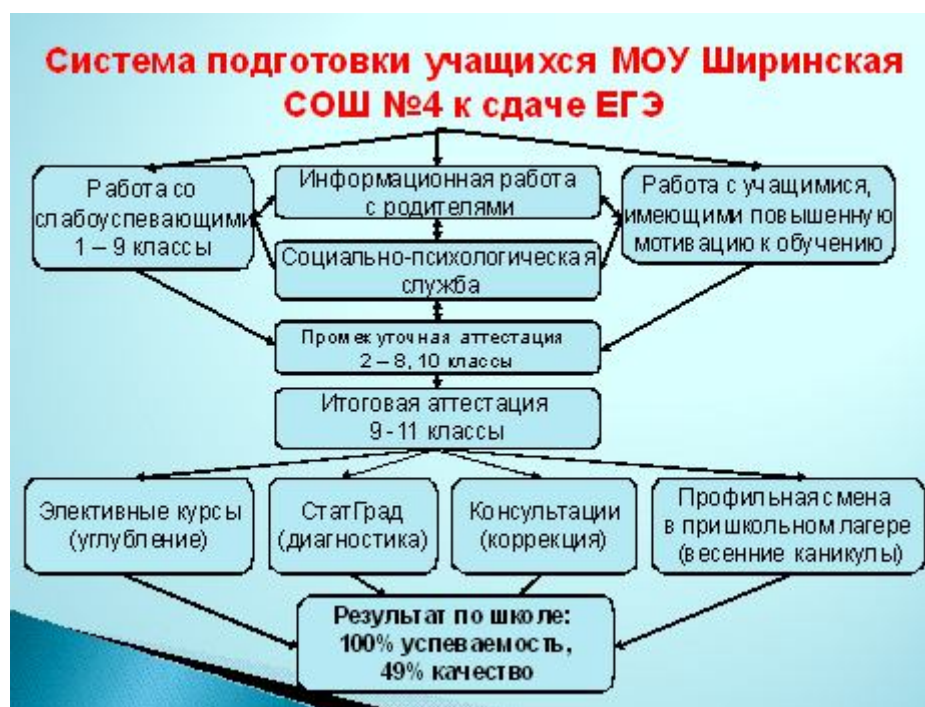 Система подготовки учащихся МОУ Ширинская
СОШ №4 к сдаче ЕГЭ
Работа со
слабоуспевающими
1 – 9 классы
Информационная работа
с родителями
Работа с учащимися,
имеющими повышенную
мотивацию к обучению
Социально-психологическая
служба
Промежуточная аттестация
2 – 8, 10 классы
Итоговая аттестация
9 - 11 классы
Элективные курсы
(углубление)
СтатГрад
(диагностика)
Консультации
(коррекция)
Профильная смена
в пришкольном лагере
(весенние каникулы)
Результат по школе:
100% успеваемость,
49% качество